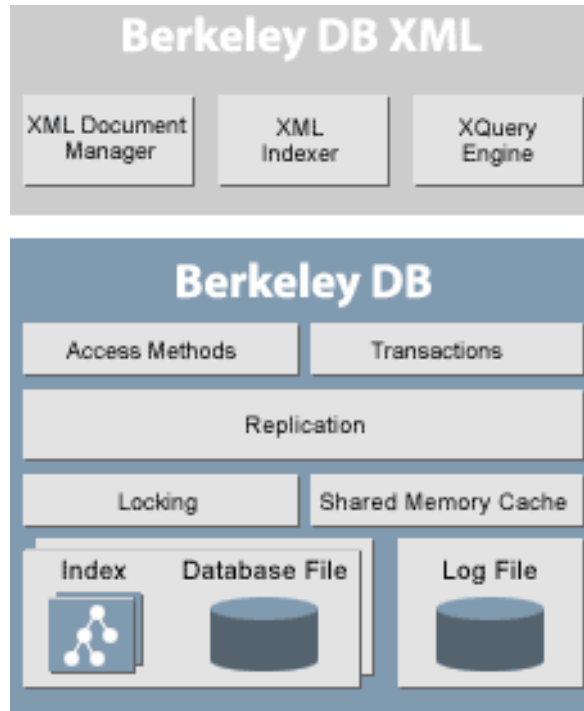 Berkeley DB XML
XML Document
Manager
XML
Indexer
XQuery
Engine
Berkeley DB
Access Methods
Transactions
Replication
Locking
Shared Memory Cache
Index
Database File
Log File